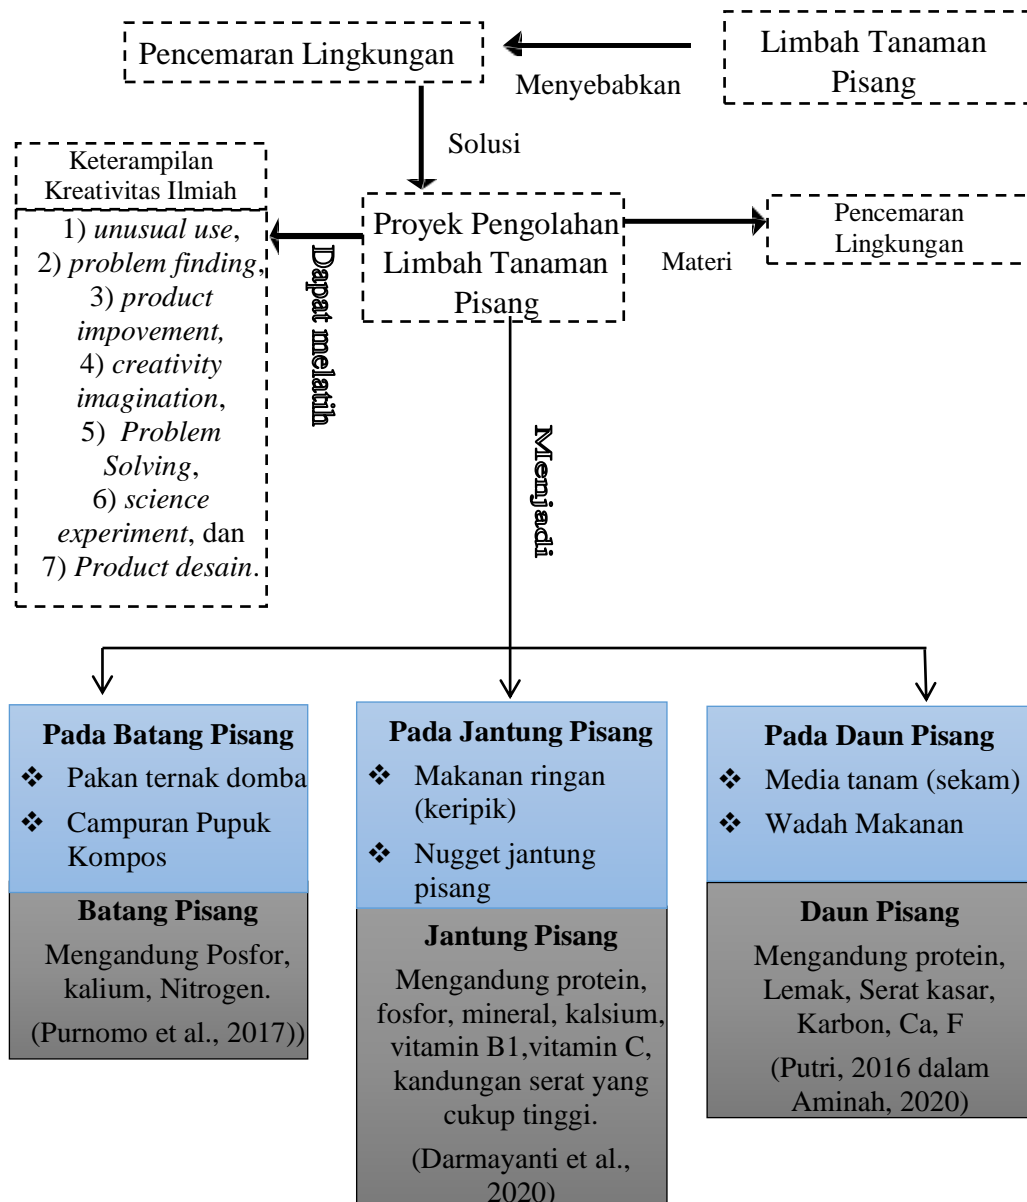 Limbah Tanaman
Pisang
Menyebabkan
Pencemaran Lingkungan
Solusi
Proyek Pengolahan
Limbah Tanaman
Pisang
Materi
Pencemaran
Lingkungan
Dapat melatih
Keterampilan
Kreativitas Ilmiah
1) unusual use,
2) problem finding,
3) product
impovement,
4) creativity
imagination,
5) Problem
Solving,
6) science
experiment, dan
7) Product desain.
Menjadi
Pada Batang Pisang
❖ Pakan ternak domba
❖ Campuran Pupuk
Kompos
Batang Pisang
Mengandung Posfor,
kalium, Nitrogen.
(Purnomo et al., 2017))
Pada Jantung Pisang
❖ Makanan ringan
(keripik)
❖ Nugget jantung
pisang
Jantung Pisang
Mengandung protein,
fosfor, mineral, kalsium,
vitamin B1,vitamin C,
kandungan serat yang
cukup tinggi.
(Darmayanti et al.,
2020)
Pada Daun Pisang
❖ Media tanam (sekam)
❖ Wadah Makanan
Daun Pisang
Mengandung protein,
Lemak, Serat kasar,
Karbon, Ca, F
(Putri, 2016 dalam
Aminah, 2020)